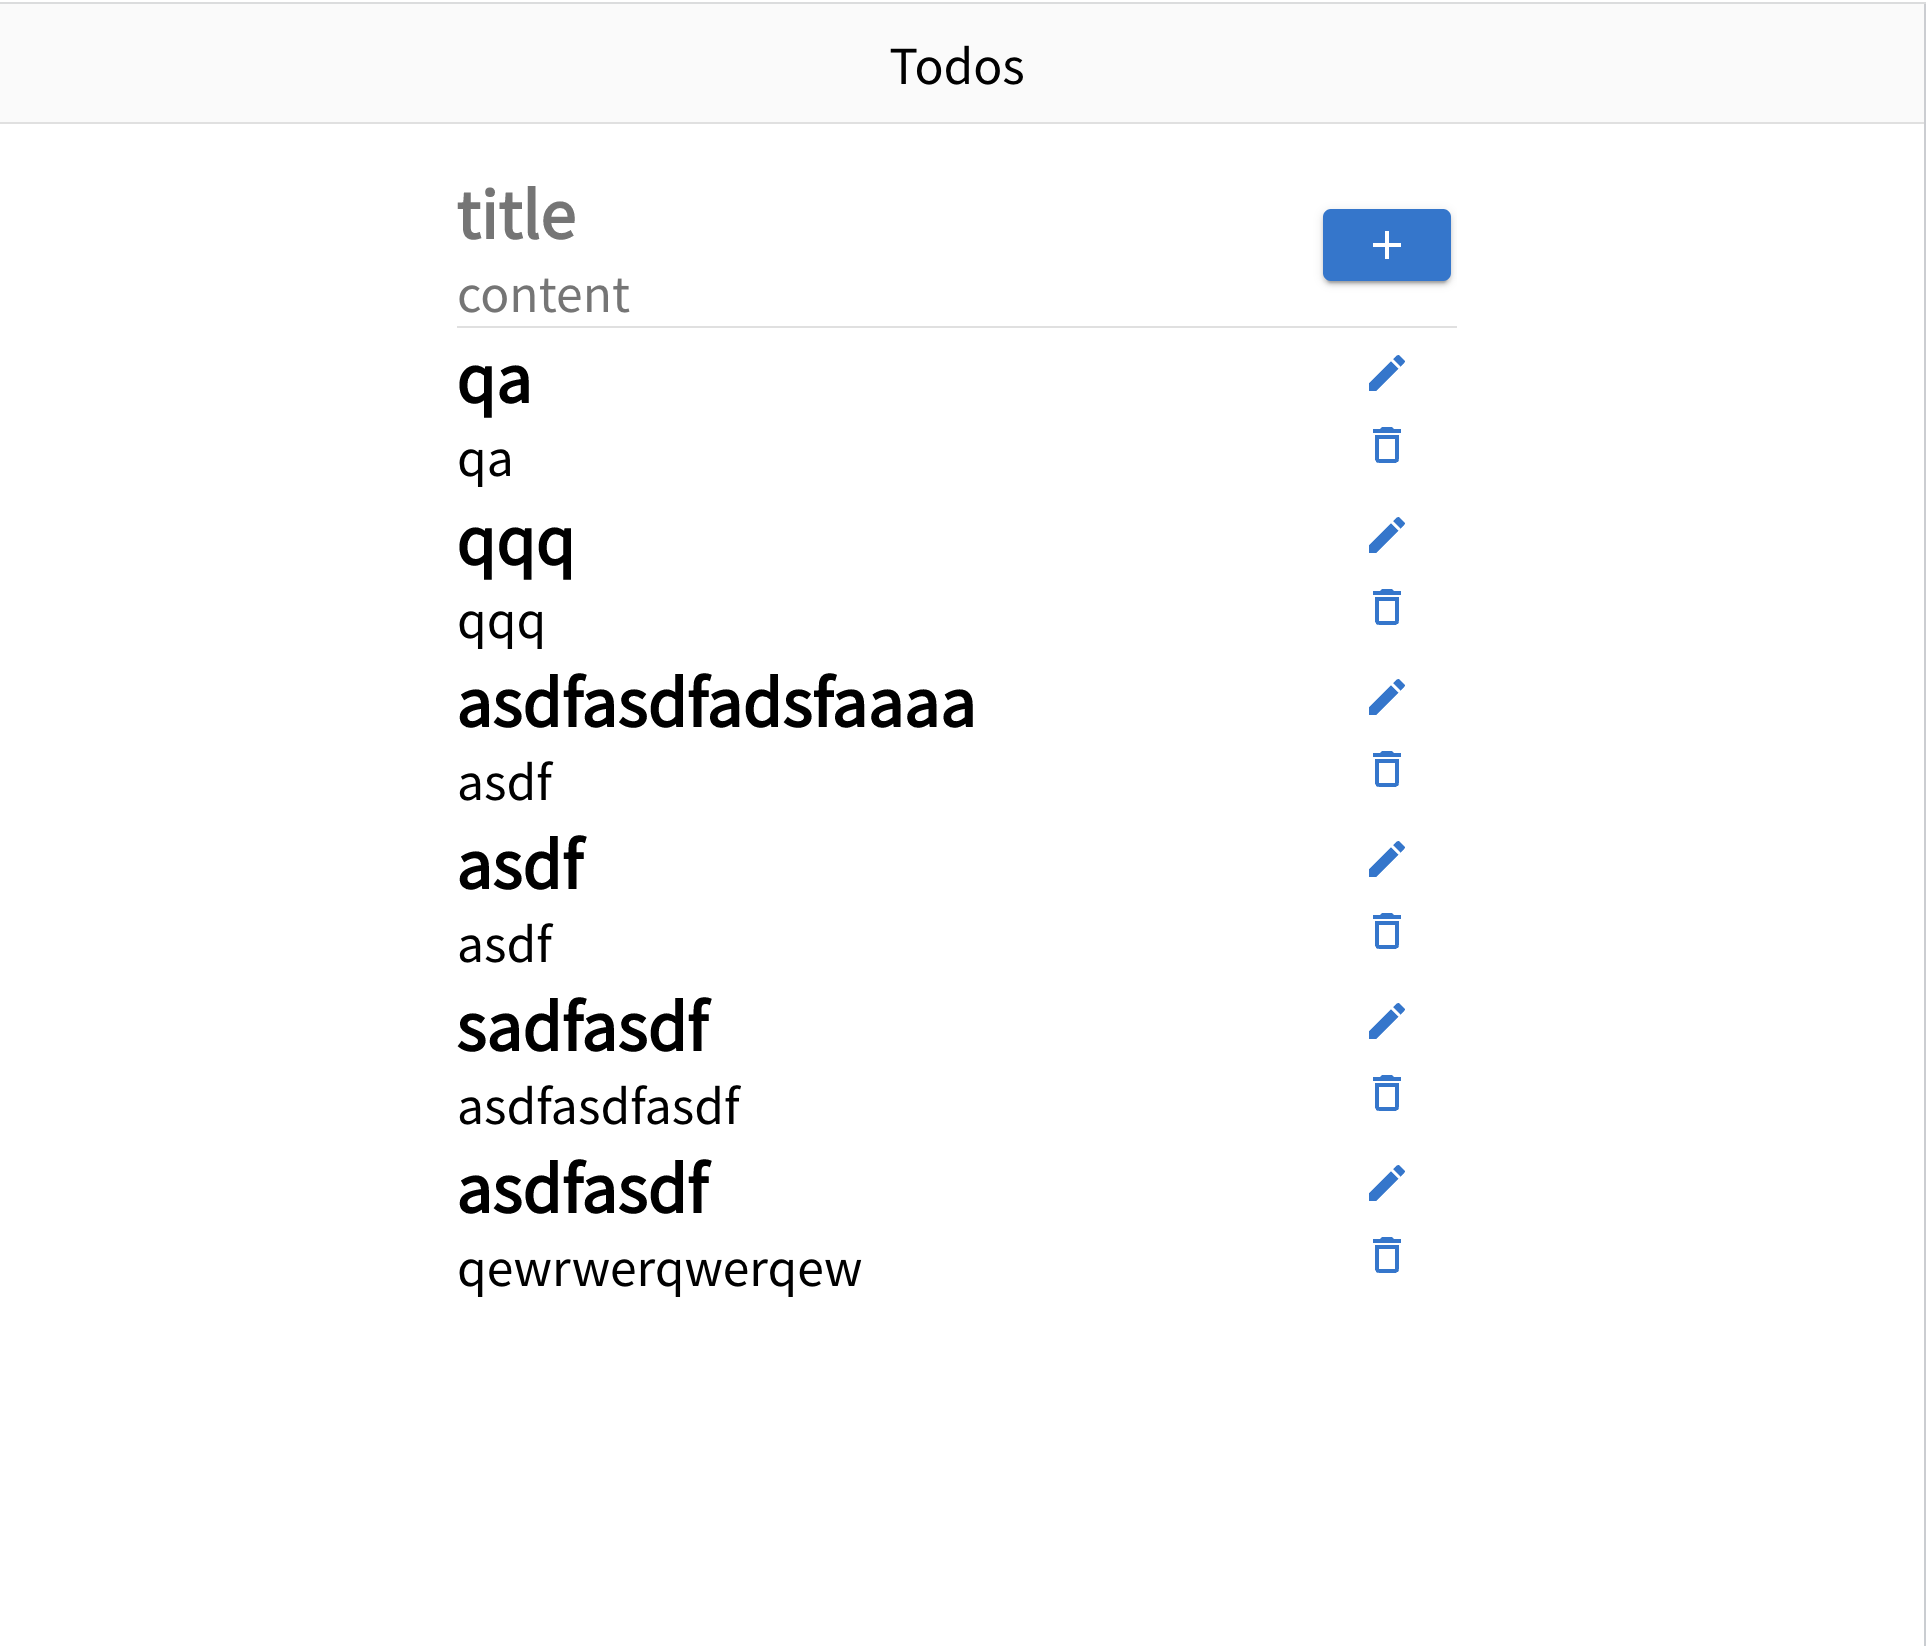 Todos
title
content
qa
qa
qqq
qqq
asdfasdfadsfaaaa
asdf
asdf
asdf
sadfasdf
asdfasdfasdf
asdfasdf
qewrwerqwerqew